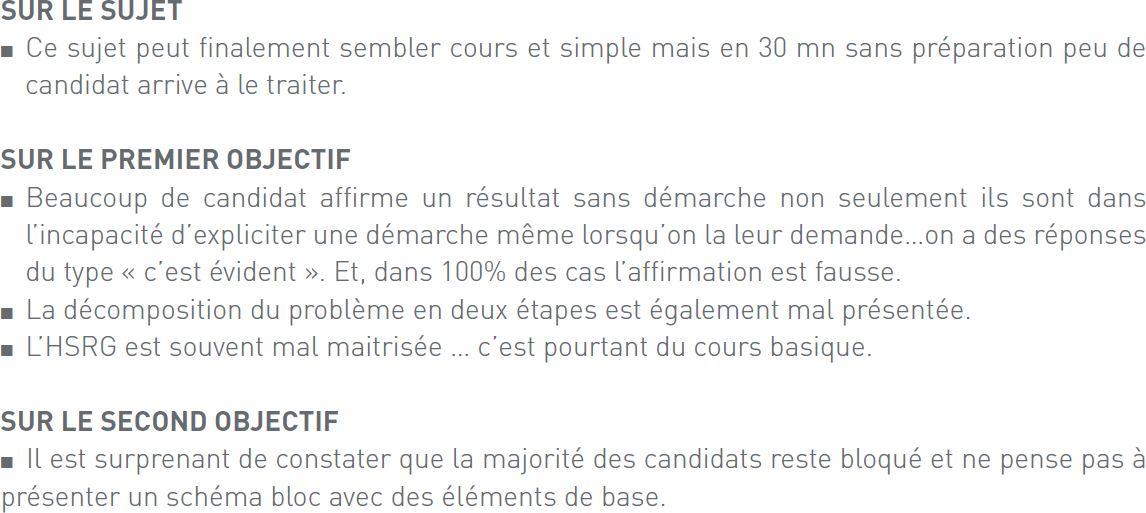 SUR LE SUJET
■ Ce sujet peut finalement sembler cours et simple mais en 30 mn sans préparation peu de
candidat arrive à le traiter.
SUR LE PREMIER OBJECTIF
■ Beaucoup de candidat affirme un résultat sans démarche non seulement ils sont dans
l’incapacité d’expliciter une démarche même lorsqu’on la leur demande…on a des réponses
du type « c’est évident ». Et, dans 100% des cas l’affirmation est fausse.
■ La décomposition du problème en deux étapes est également mal présentée.
■ L’HSRG est souvent mal maitrisée … c’est pourtant du cours basique.
SUR LE SECOND OBJECTIF
■ Il est surprenant de constater que la majorité des candidats reste bloqué et ne pense pas à
présenter un schéma bloc avec des éléments de base.